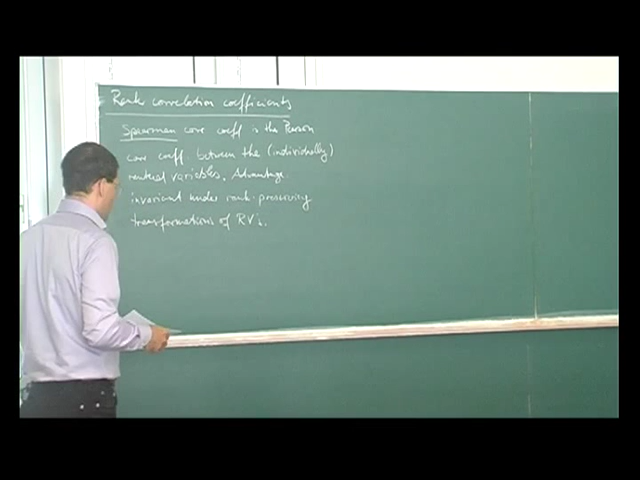 Rank correlation coefficients
Spearman corr coeff is the Pearson
corr coeff. between the (individually)
ranked variables. Advantage:
invariant under rank-preserving
transformations of RV